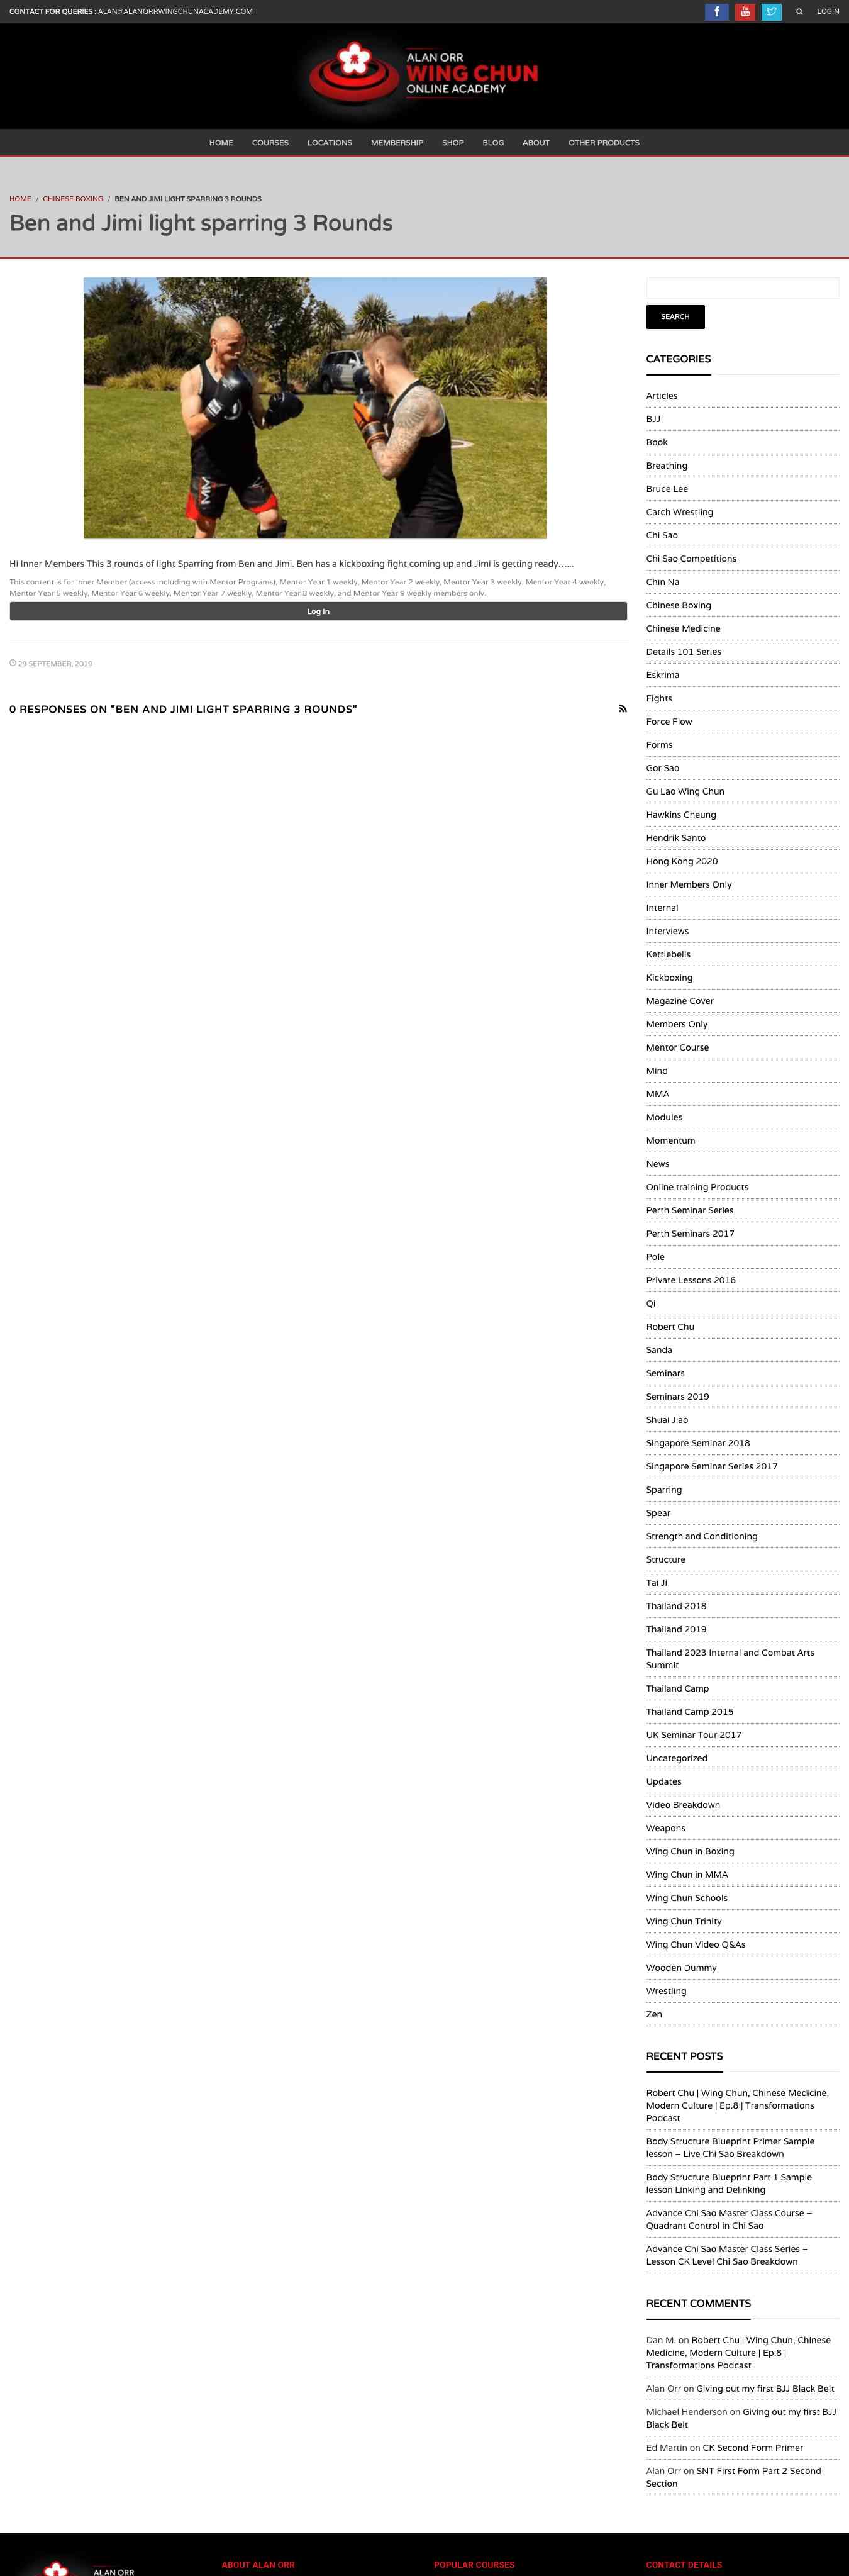 CONTACT FOR QUERIES : ALAN@ALANORRWINGCHUNACADEMY.COM
LOGIN
ALAN ORR
WING CHUN
ONLINE ACADEMY
HOME COURSES LOCATIONS MEMBERSHIP SHOP BLOG ABOUT OTHER PRODUCTS
HOME / CHINESE BOXING / BEN AND JIMI LIGHT SPARRING 3 ROUNDS
Ben and Jimi light sparring 3 Rounds
Hi Inner Members This 3 rounds of light Sparring from Ben and Jimi. Ben has a kickboxing fight coming up and Jimi is getting ready…...
This content is for Inner Member (access including with Mentor Programs), Mentor Year 1 weekly, Mentor Year 2 weekly, Mentor Year 3 weekly, Mentor Year 4 weekly,
Mentor Year 5 weekly, Mentor Year 6 weekly, Mentor Year 7 weekly, Mentor Year 8 weekly, and Mentor Year 9 weekly members only.
Log In
29 SEPTEMBER, 2019
0 RESPONSES ON "BEN AND JIMI LIGHT SPARRING 3 ROUNDS"
SEARCH
CATEGORIES
Articles
BJJ
Book
Breathing
Bruce Lee
Catch Wrestling
Chi Sao
Chi Sao Competitions
Chin Na
Chinese Boxing
Chinese Medicine
Details 101 Series
Eskrima
Fights
Force Flow
Forms
Gor Sao
Gu Lao Wing Chun
Hawkins Cheung
Hendrik Santo
Hong Kong 2020
Inner Members Only
Internal
Interviews
Kettlebells
Kickboxing
Magazine Cover
Members Only
Mentor Course
Mind
MMA
Modules
Momentum
News
Online training Products
Perth Seminar Series
Perth Seminars 2017
Pole
Private Lessons 2016
Qi
Robert Chu
Sanda
Seminars
Seminars 2019
Shuai Jiao
Singapore Seminar 2018
Singapore Seminar Series 2017
Sparring
Spear
Strength and Conditioning
Structure
Tai Ji
Thailand 2018
Thailand 2019
Thailand 2023 Internal and Combat Arts
Summit
Thailand Camp
Thailand Camp 2015
UK Seminar Tour 2017
Uncategorized
Updates
Video Breakdown
Weapons
Wing Chun in Boxing
Wing Chun in MMA
Wing Chun Schools
Wing Chun Trinity
Wing Chun Video Q&As
Wooden Dummy
Wrestling
Zen
RECENT POSTS
Robert Chu | Wing Chun, Chinese Medicine,
Modern Culture | Ep.8 | Transformations
Podcast
Body Structure Blueprint Primer Sample
lesson – Live Chi Sao Breakdown
Body Structure Blueprint Part 1 Sample
lesson Linking and Delinking
Advance Chi Sao Master Class Course –
Quadrant Control in Chi Sao
Advance Chi Sao Master Class Series –
Lesson CK Level Chi Sao Breakdown
RECENT COMMENTS
Dan M. on Robert Chu | Wing Chun, Chinese
Medicine, Modern Culture | Ep.8 |
Transformations Podcast
Alan Orr on Giving out my first BJJ Black Belt
Michael Henderson on Giving out my first BJJ
Black Belt
Ed Martin on CK Second Form Primer
Alan Orr on SNT First Form Part 2 Second
Section
ALAN ORR
ABOUT ALAN ORR
POPULAR COURSES
CONTACT DETAILS